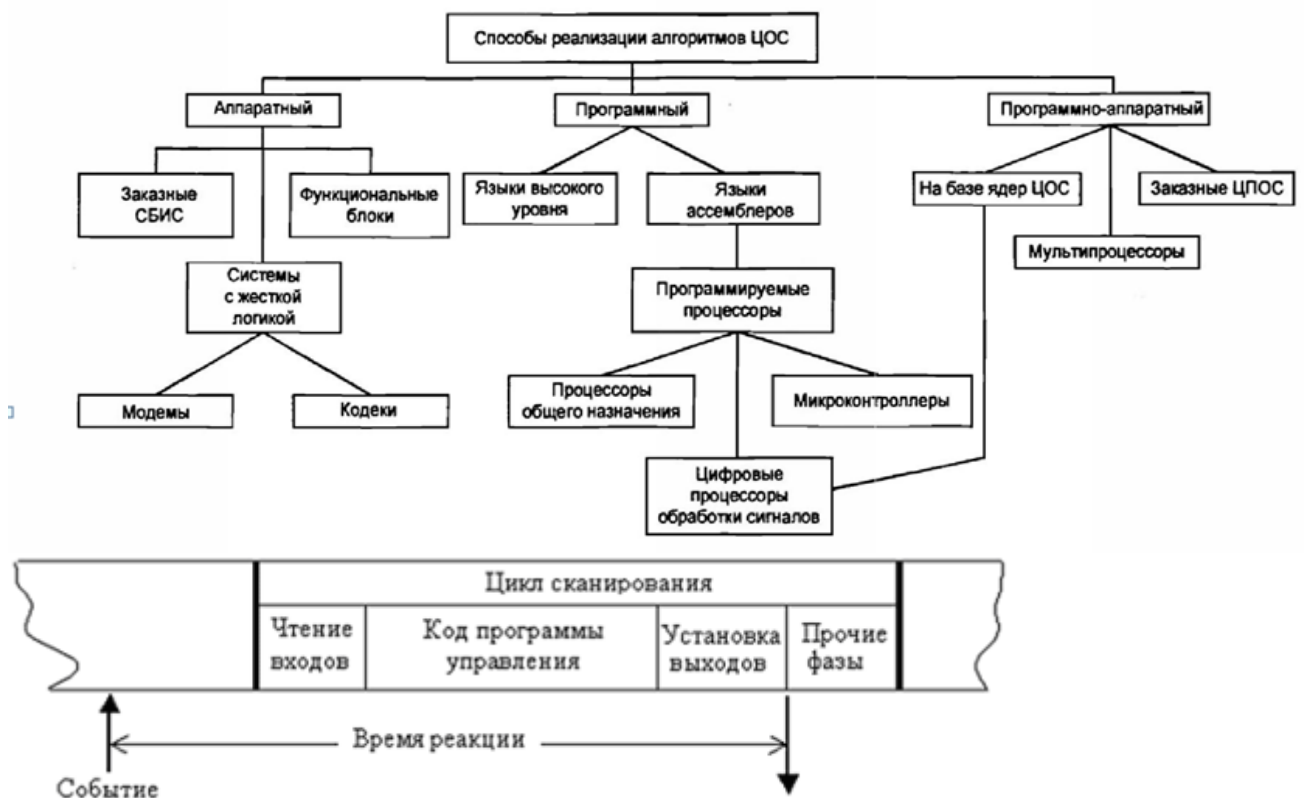 Способы реализации алгоритмов ЦОС
Аппаратный
Программный
Программно-аппаратный
Заказные
СБИС
Функциональные
блоки
Языки высокого
уровня
Языки
ассемблеров
На базе ядер ЦОС
Заказные ЦПОС
Мультипроцессоры
Системы
с жесткой
логикой
Программируемые
процессоры
Модемы
Кодеки
Процессоры
общего назначения
Микроконтроллеры
Цифровые
процессоры
обработки сигналов
Цикл сканирования
Чтение
входов
Код программы
управления
Установка
выходов
Прочие
фазы
Время реакции
Событие